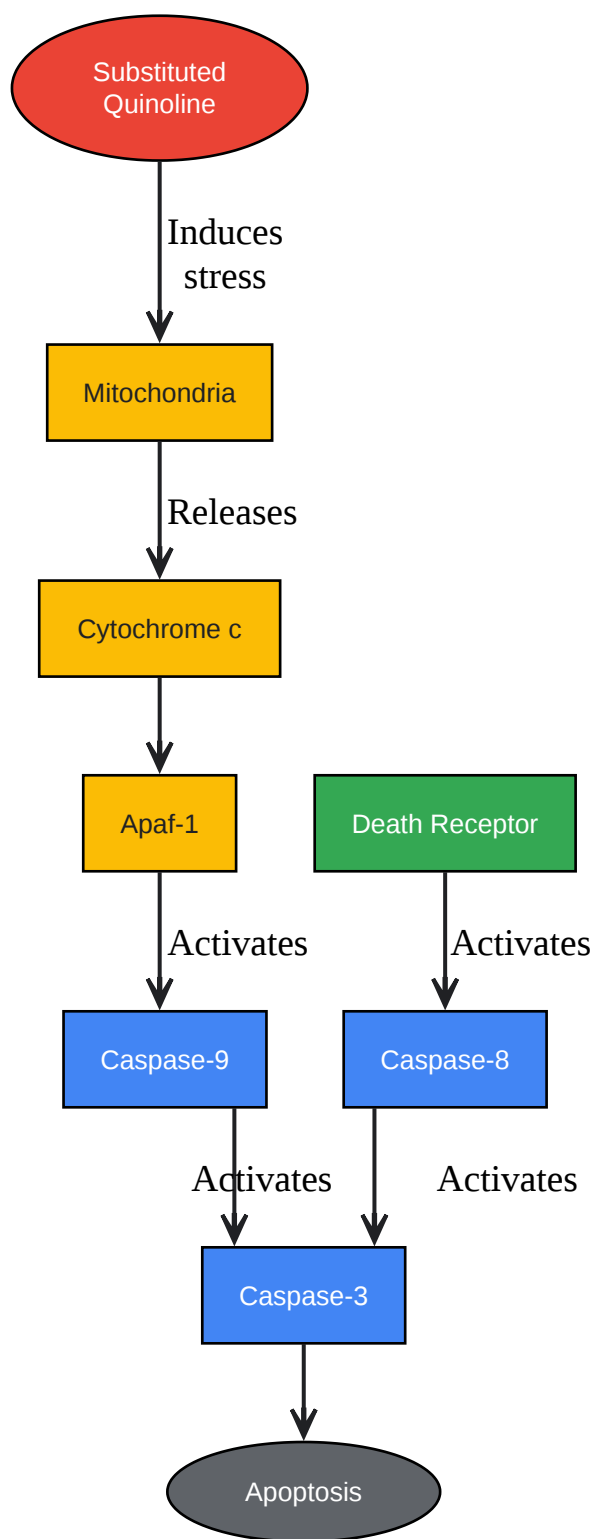 Substituted
Quinoline
Induces
stress
Mitochondria
Releases
Cytochrome c
Apaf-1
Death Receptor
Activates
Activates
Caspase-9
Caspase-8
Activates
Activates
Caspase-3
Apoptosis